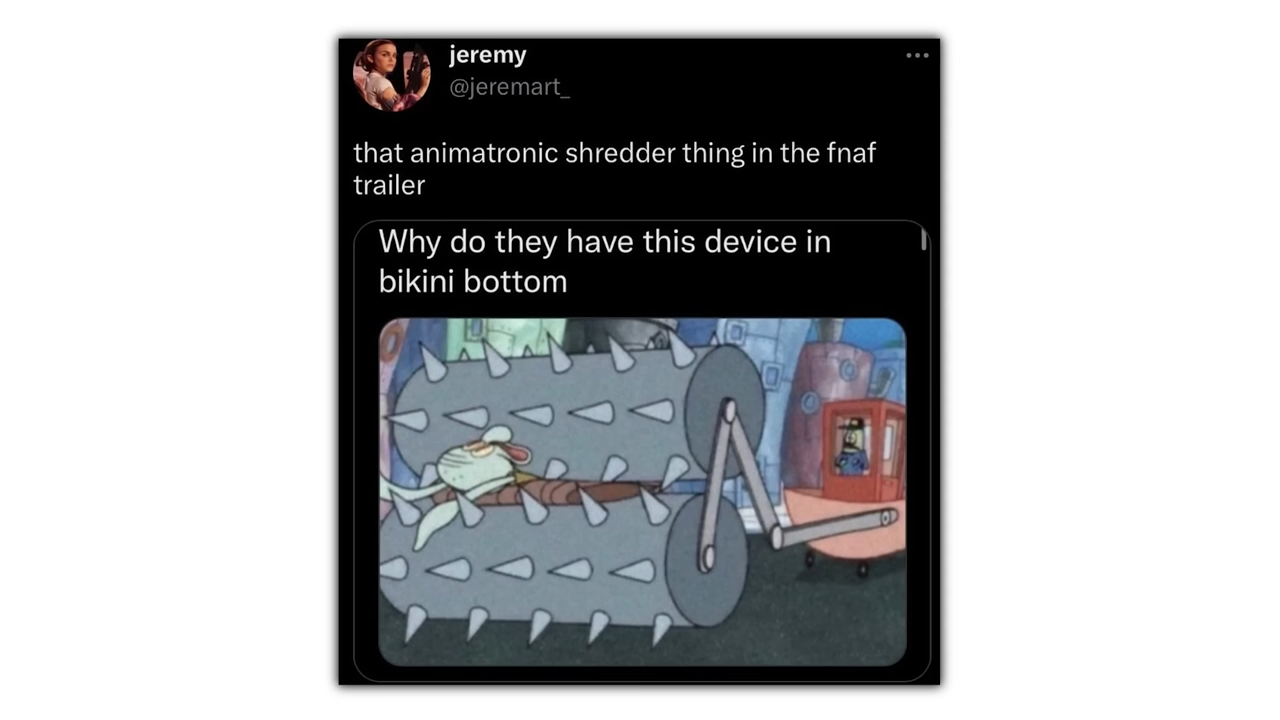 jeremy
@jeremart_
that animatronic shredder thing in the fnaf
trailer
Why do they have this device in
bikini bottom